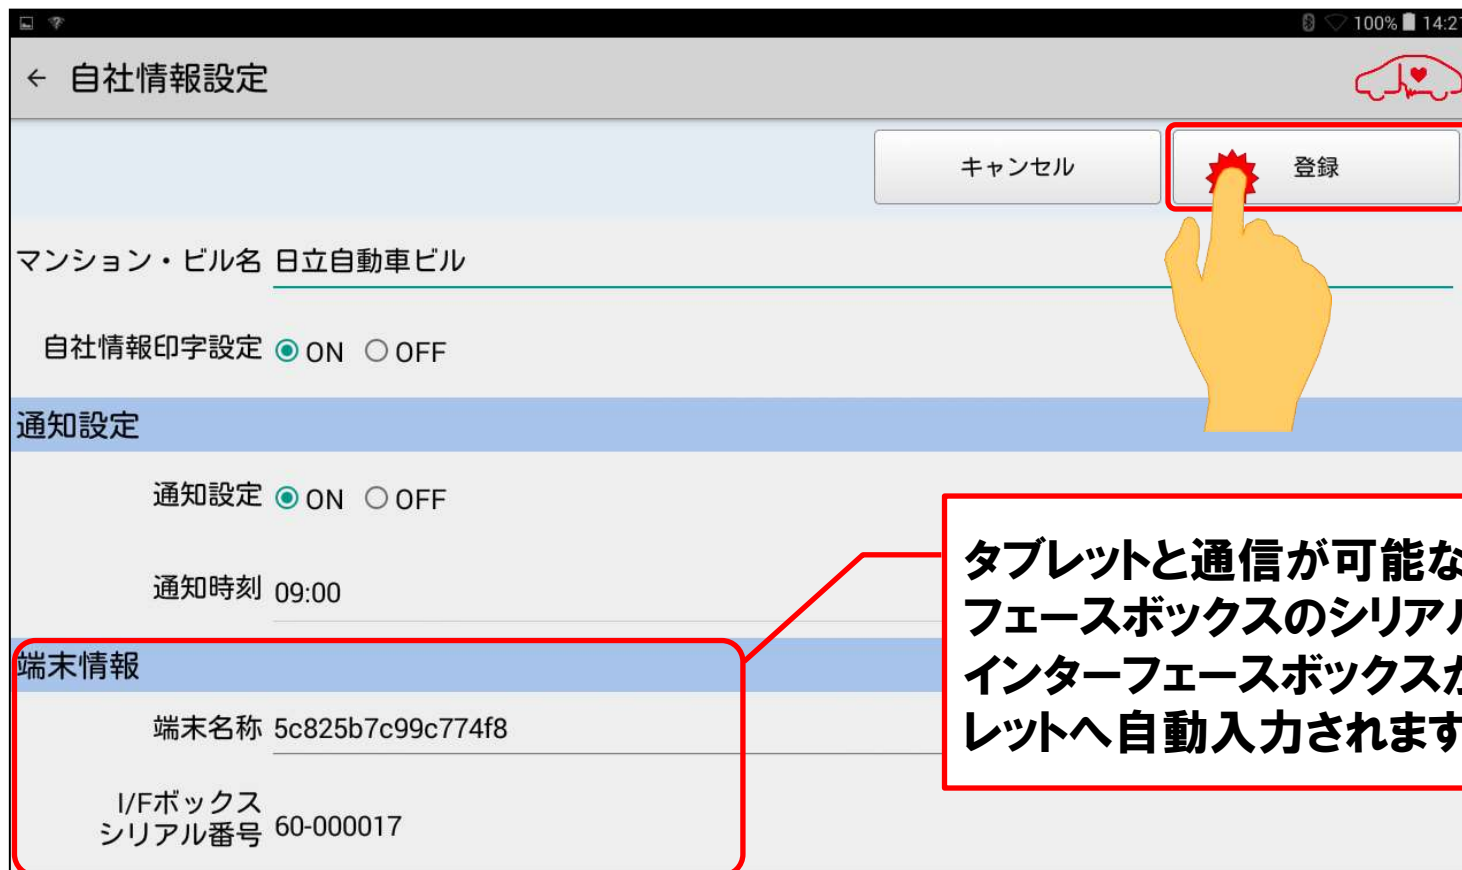 100% 14:21
← 自社情報設定
キャンセル
登録
マンション・ビル名 日立自動車ビル
自社情報印字設定 ON OFF
通知設定
通知設定 ON OFF
通知時刻 09:00
端末情報
端末名称 5c825b7c99c774f8
I/Fボックス
シリアル番号 60-000017
タブレットと通信が可能な
フェースボックスのシリアル
インターフェースボックスが
レットへ自動入力されます